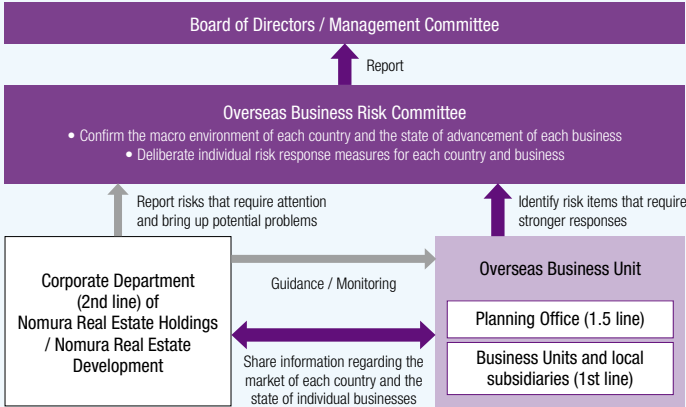 Board of Directors / Management Committee
Report
Overseas Business Risk Committee
• Confirm the macro environment of each country and the state of advancement of each business
• Deliberate individual risk response measures for each country and business
Report risks that require attention
and bring up potential problems
Identify risk items that require
stronger responses
Corporate Department
(2nd line) of
Nomura Real Estate Holdings
/ Nomura Real Estate
Development
Guidance / Monitoring
Share information regarding the
market of each country and the
state of individual businesses
Overseas Business Unit
Planning Office (1.5 line)
Business Units and local
subsidiaries (1st line)